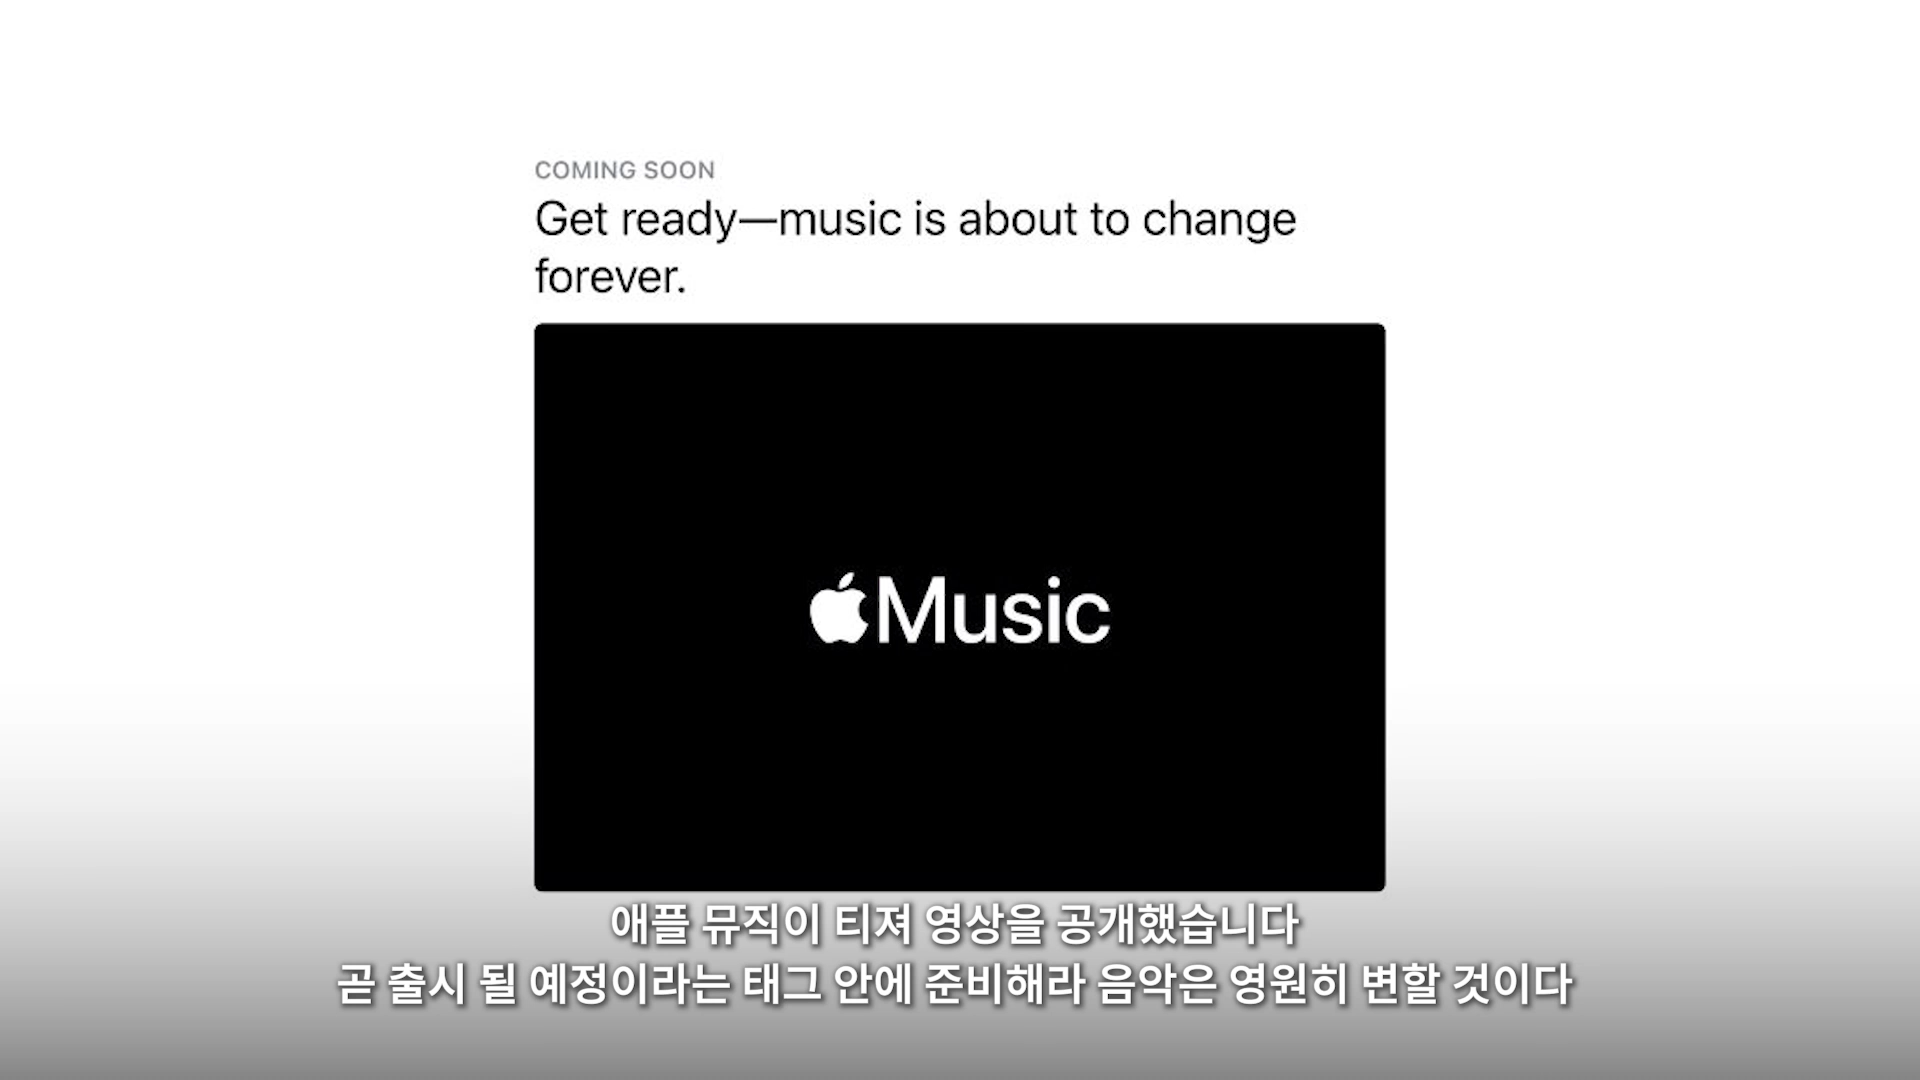 COMING SOON
Get ready—music is about to change
forever.
Music
애플 뮤직이 티져 영상을 공개했습니다
곧 출시 될 예정이라는 태그 안에 준비해라 음악은 영원히 변할 것이다